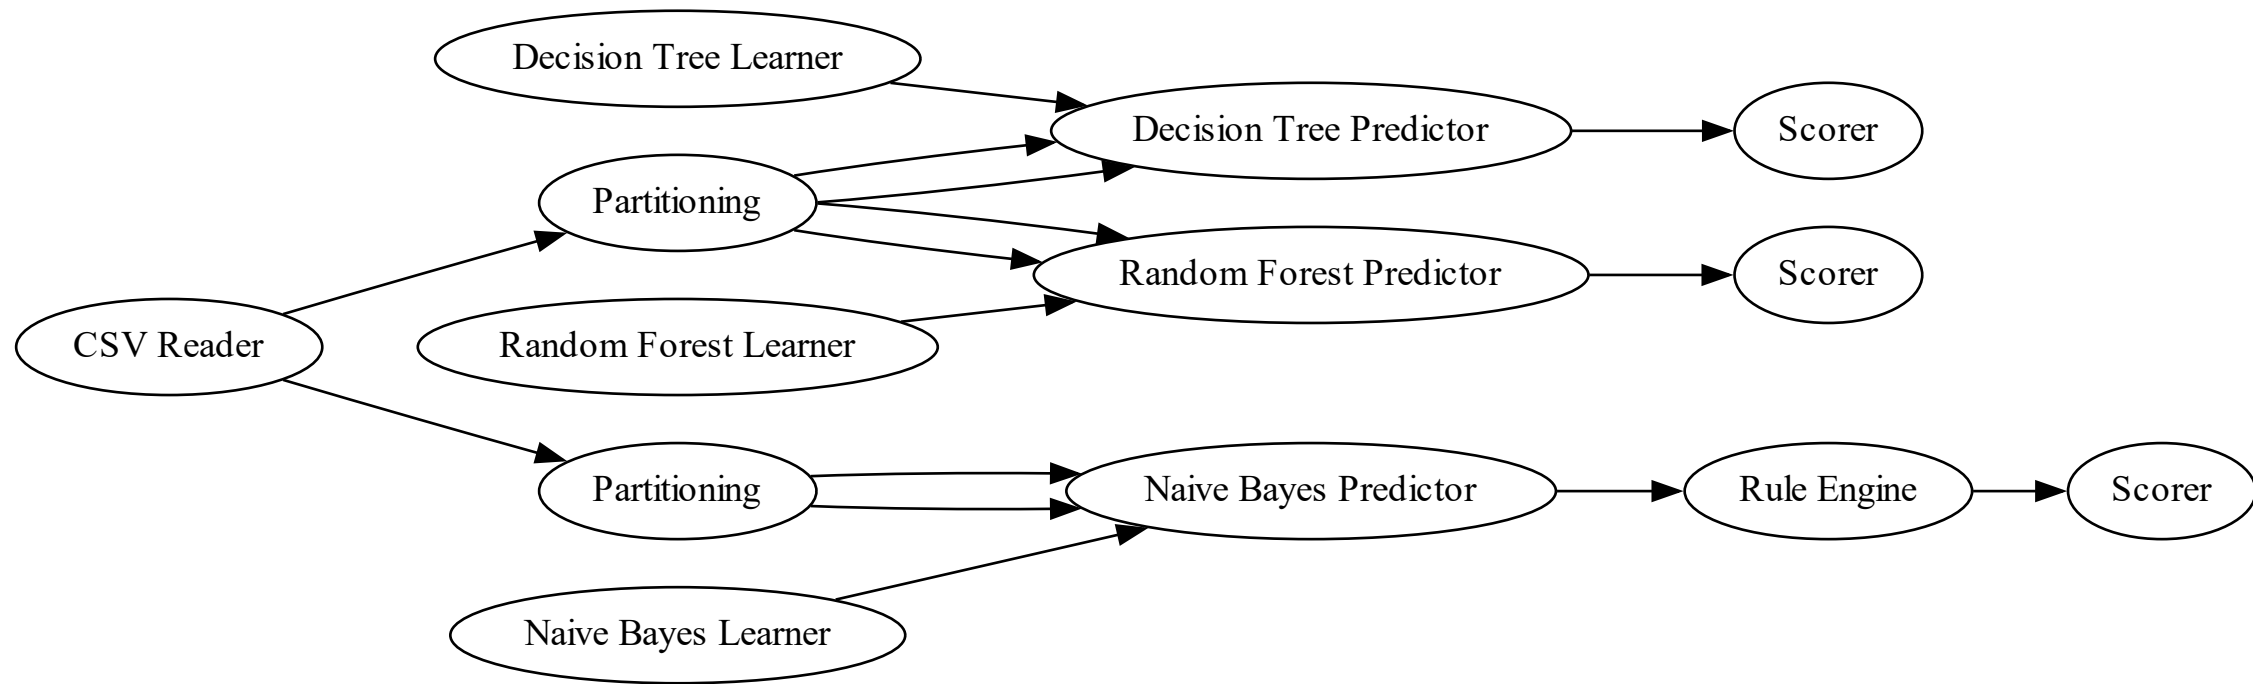 Decision Tree Learner
Decision Tree Predictor
Scorer
Partitioning
Random Forest Predictor
Scorer
CSV Reader
Random Forest Learner
Partitioning
Naive Bayes Predictor
Rule Engine
Scorer
Naive Bayes Learner